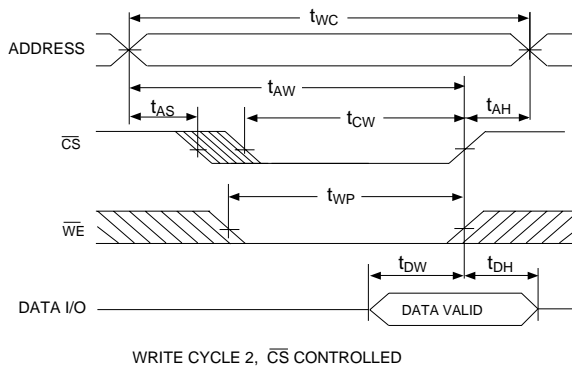 tWC
ADDRESS
tAW
tAS
tCW
tAH
CS
tWP
WE
tDW
tDH
DATA I/O
DATA VALID
WRITE CYCLE 2, CS CONTROLLED